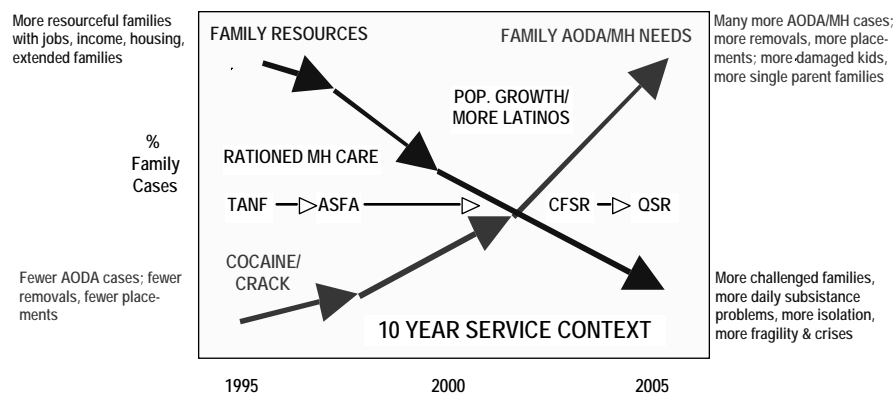 More resourceful families
with jobs, income, housing,
extended families
FAMILY RESOURCES
FAMILY AODA/MH NEEDS
Many more AODA/MH cases;
more removals, more place-
ments; more damaged kids,
more single parent families
POP. GROWTH/
MORE LATINOS
%
Family
Cases
RATIONED MH CARE
TANF
ASFA
CFSR
QSR
COCAINE/
CRACK
Fewer AODA cases; fewer
removals, fewer place-
ments
More challenged families,
more daily subsistance
problems, more isolation,
more fragility & crises
10 YEAR SERVICE CONTEXT
1995
2000
2005